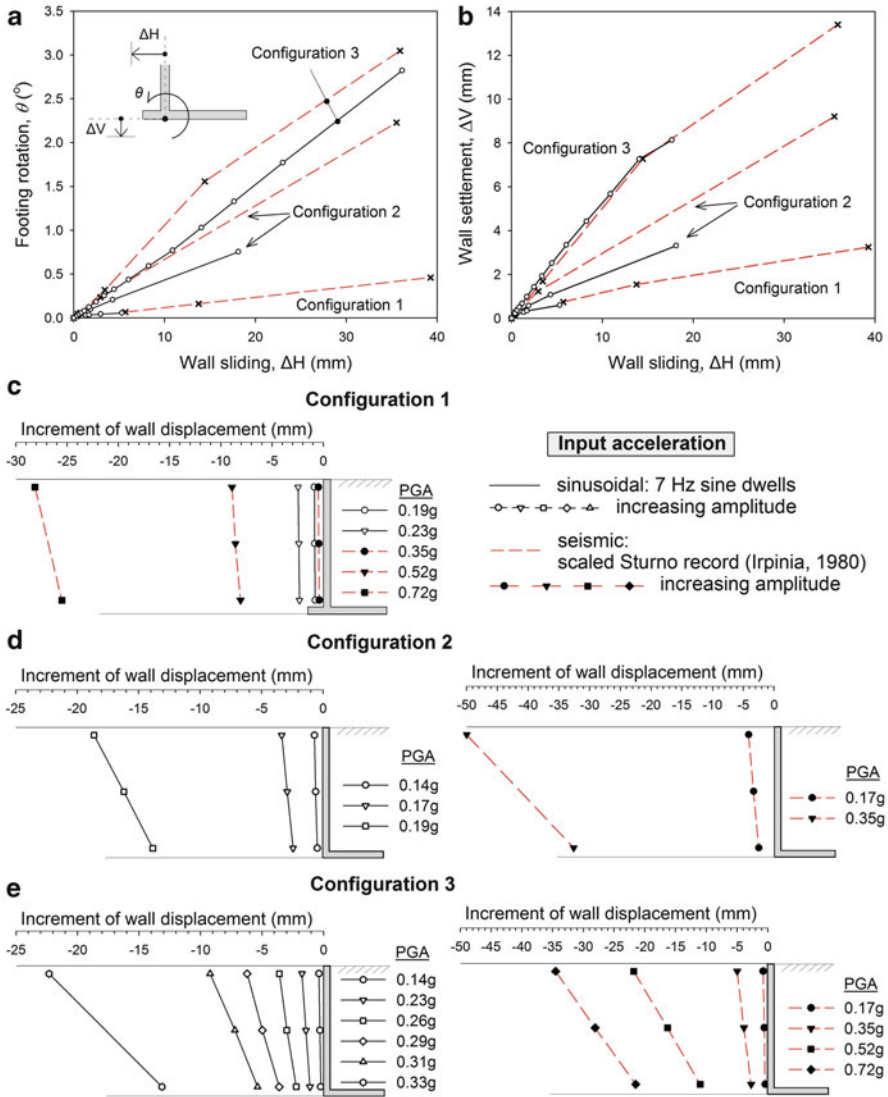 a
3.5
3.0
2.5
2.0
1.5
1.0
0.5
0.0
Footing rotation, θ (°)
ΔH
θ
ΔV
Configuration 3
Configuration 2
Configuration 1
0 10 20 30 40
Wall sliding, ΔH (mm)
b
14
12
10
8
6
4
2
0
Wall settlement, ΔV (mm)
Configuration 3
Configuration 2
Configuration 1
0 10 20 30 40
Wall sliding, ΔH (mm)
c
Configuration 1
Increment of wall displacement (mm)
-30 -25 -20 -15 -10 -5 0
PGA
0.19g
0.23g
0.35g
0.52g
0.72g
Input acceleration
sinusoidal: 7 Hz sine dwells
increasing amplitude
seismic:
scaled Sturno record (Irpinia, 1980)
increasing amplitude
d
Configuration 2
Increment of wall displacement (mm)
-25 -20 -15 -10 -5 0
PGA
0.14g
0.17g
0.19g
Increment of wall displacement (mm)
-50 -45 -40 -35 -30 -25 -20 -15 -10 -5 0
PGA
0.17g
0.35g
e
Configuration 3
Increment of wall displacement (mm)
-25 -20 -15 -10 -5 0
PGA
0.14g
0.23g
0.26g
0.29g
0.31g
0.33g
Increment of wall displacement (mm)
-50 -45 -40 -35 -30 -25 -20 -15 -10 -5 0
PGA
0.17g
0.35g
0.52g
0.72g